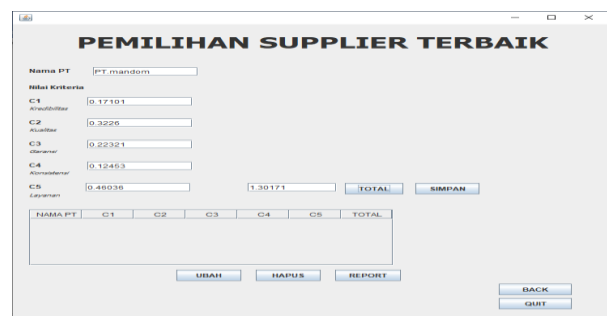 PEMILIHAN SUPPLIER TERBAIK
Nama PT PT.mandom
Nilai Kriteria
C1 0.17101
Kredibilitas
C2 0.3226
Kualitas
C3 0.22321
Garansi
C4 0.12453
Konsistensi
C5 0.46036 1.30171 TOTAL SIMPAN
Layanan
NAMA PT C1 C2 C3 C4 C5 TOTAL
UBAH HAPUS REPORT
BACK
QUIT